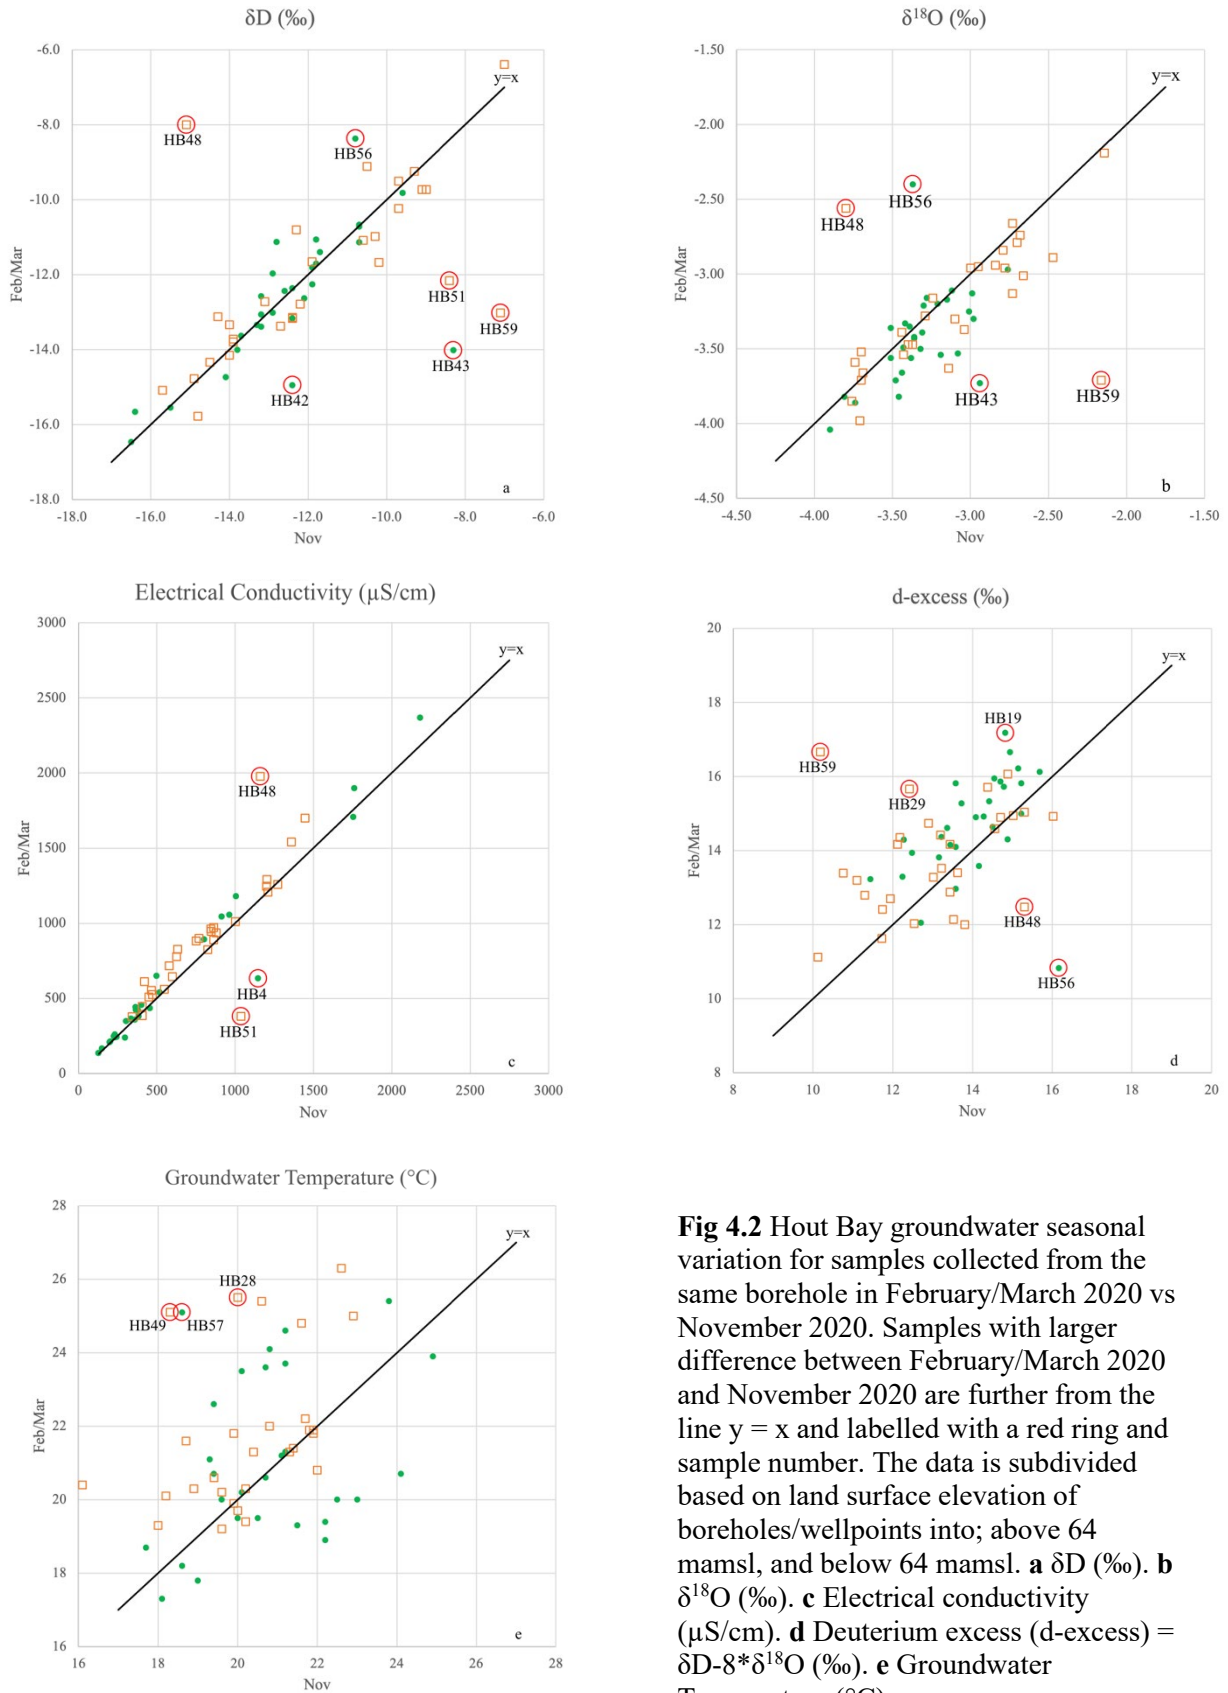 δD (‰)
-6.0
-8.0
-10.0
-12.0
-14.0
-16.0
-18.0
Feb/Mar
y=x
HB48
HB56
HB51
HB59
HB43
HB42
a
-18.0 -16.0 -14.0 -12.0 -10.0 -8.0 -6.0
Nov
δ¹⁸O (‰)
-1.50
-2.00
-2.50
-3.00
-3.50
-4.00
-4.50
Feb/Mar
y=x
HB56
HB48
HB43
HB59
b
-4.50 -4.00 -3.50 -3.00 -2.50 -2.00 -1.50
Nov
Electrical Conductivity (µS/cm)
3000
2500
2000
1500
1000
500
0
Feb/Mar
y=x
HB48
HB4
HB51
c
0 500 1000 1500 2000 2500 3000
Nov
d-excess (‰)
20
18
16
14
12
10
8
Feb/Mar
y=x
HB19
HB59
HB29
HB48
HB56
d
8 10 12 14 16 18 20
Nov
Groundwater Temperature (°C)
28
26
24
22
20
18
16
Feb/Mar
y=x
HB28
HB49 HB57
e
16 18 20 22 24 26 28
Nov
Fig 4.2 Hout Bay groundwater seasonal
variation for samples collected from the
same borehole in February/March 2020 vs
November 2020. Samples with larger
difference between February/March 2020
and November 2020 are further from the
line y = x and labelled with a red ring and
sample number. The data is subdivided
based on land surface elevation of
boreholes/wellpoints into; above 64
mamsl, and below 64 mamsl. a δD (‰). b
δ¹⁸O (‰). c Electrical conductivity
(µS/cm). d Deuterium excess (d-excess) =
δD-8*δ¹⁸O (‰). e Groundwater